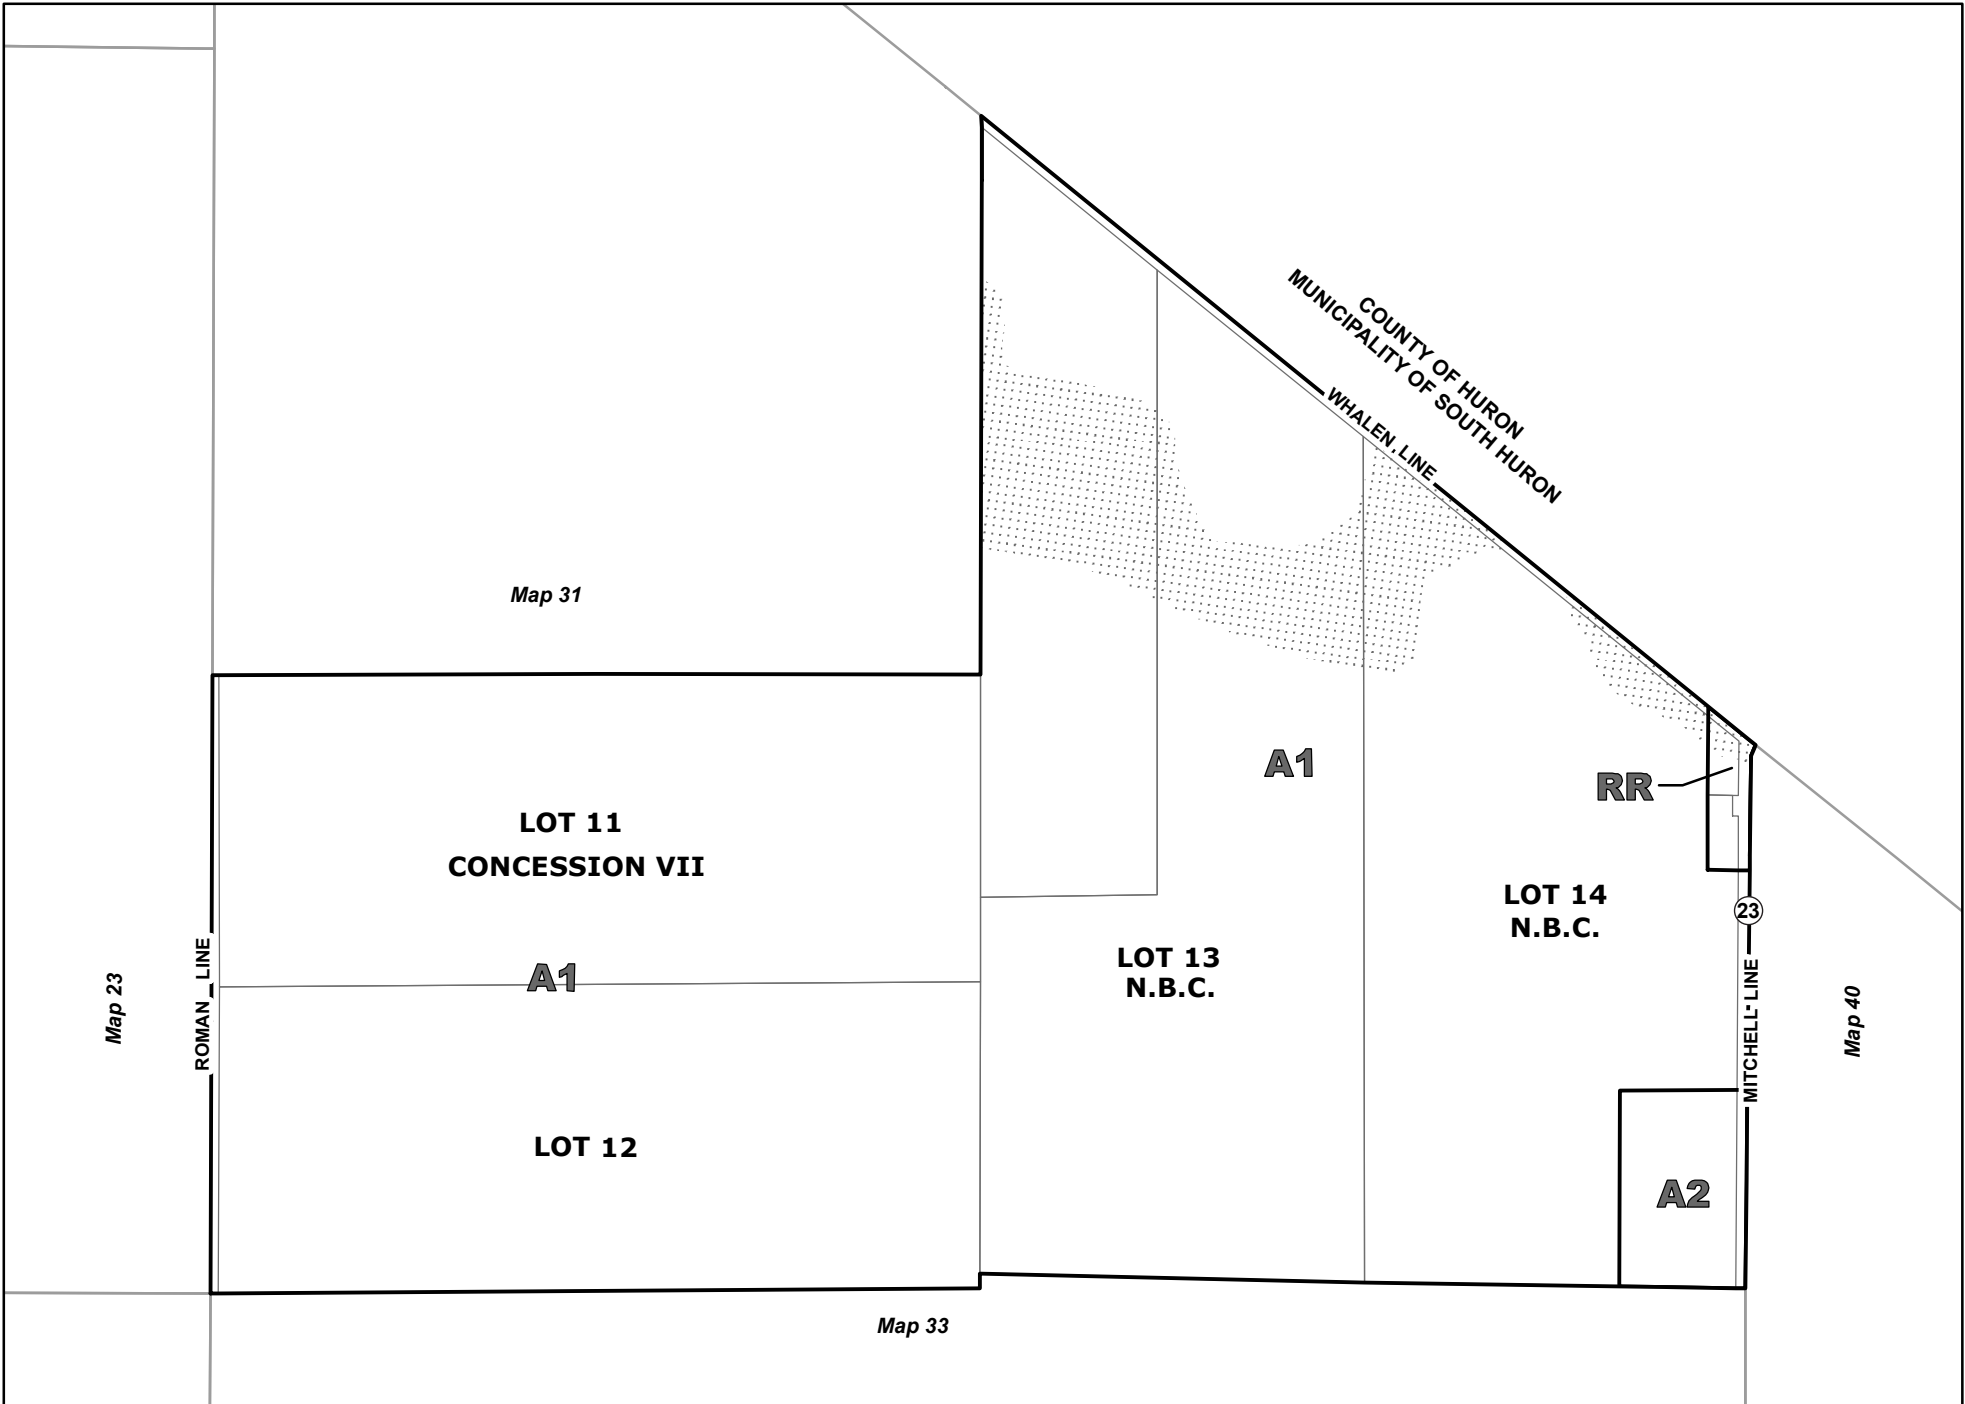 COUNTY OF HURON
MUNICIPALITY OF SOUTH HURON
WHALEN LINE
Map 31
A1
RR
LOT 11
CONCESSION VII
LOT 14
N.B.C.
23
LOT 13
N.B.C.
A1
ROMAN LINE
Map 23
MITCHELL LINE
Map 40
LOT 12
A2
Map 33